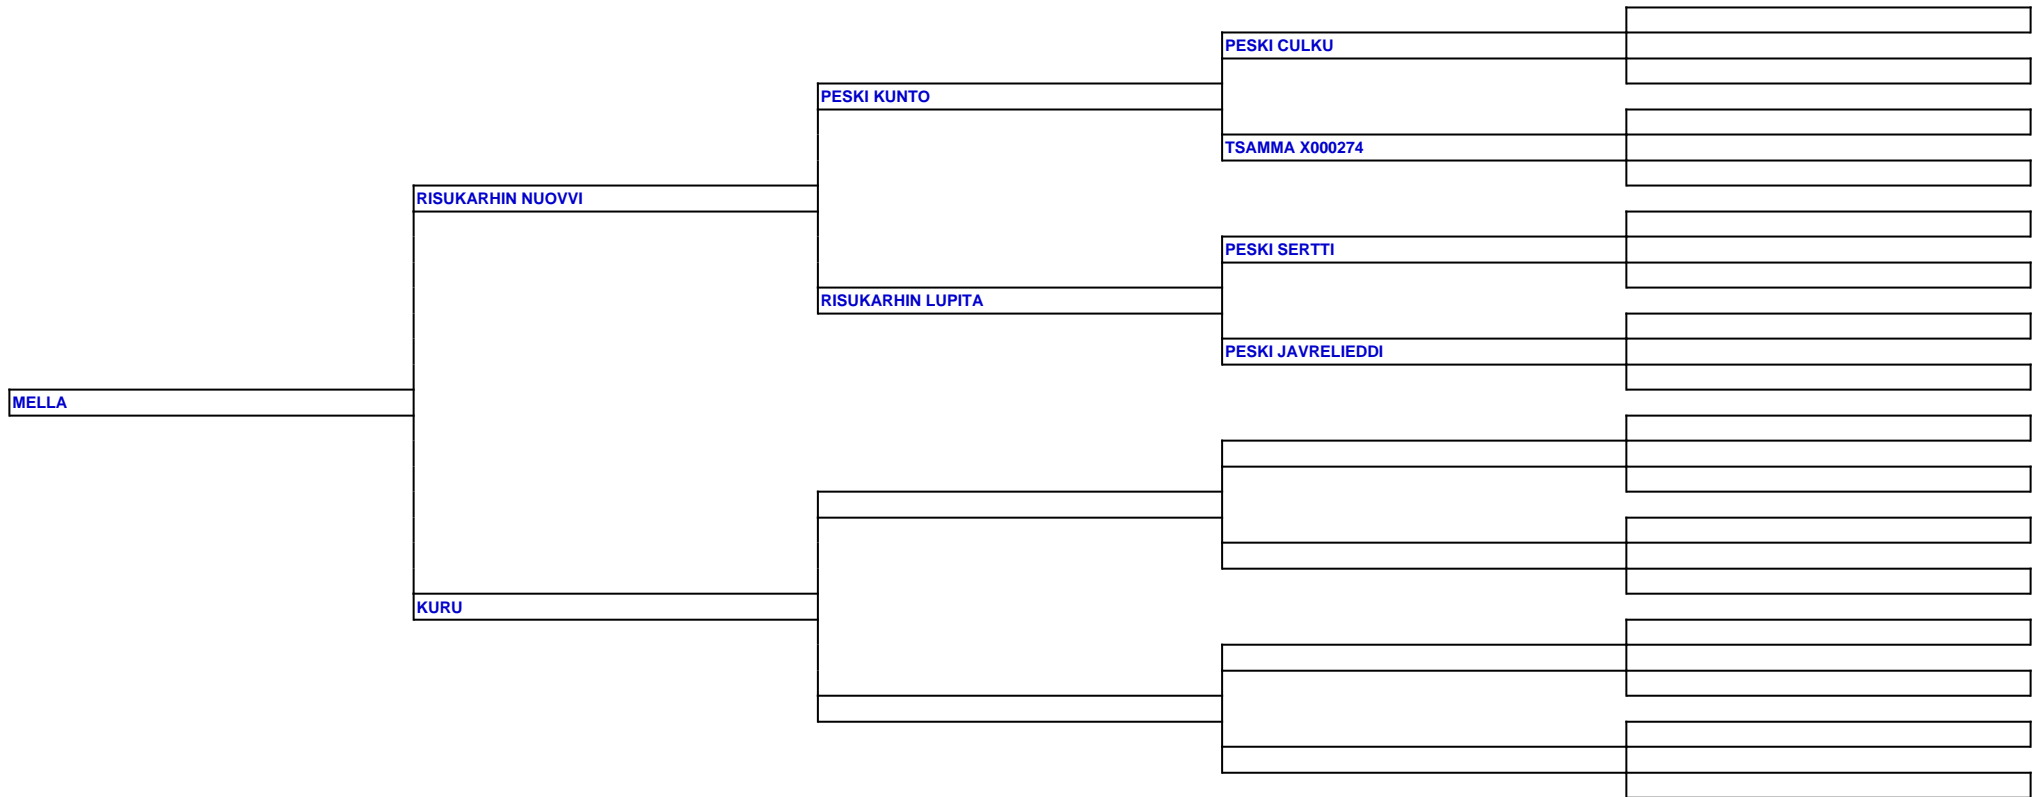 PESKI CULKU
PESKI KUNTO
TSAMMA X000274
RISUKARHIN NUOVVI
PESKI SERTTI
RISUKARHIN LUPITA
PESKI JAVRELIEDDI
MELLA
KURU